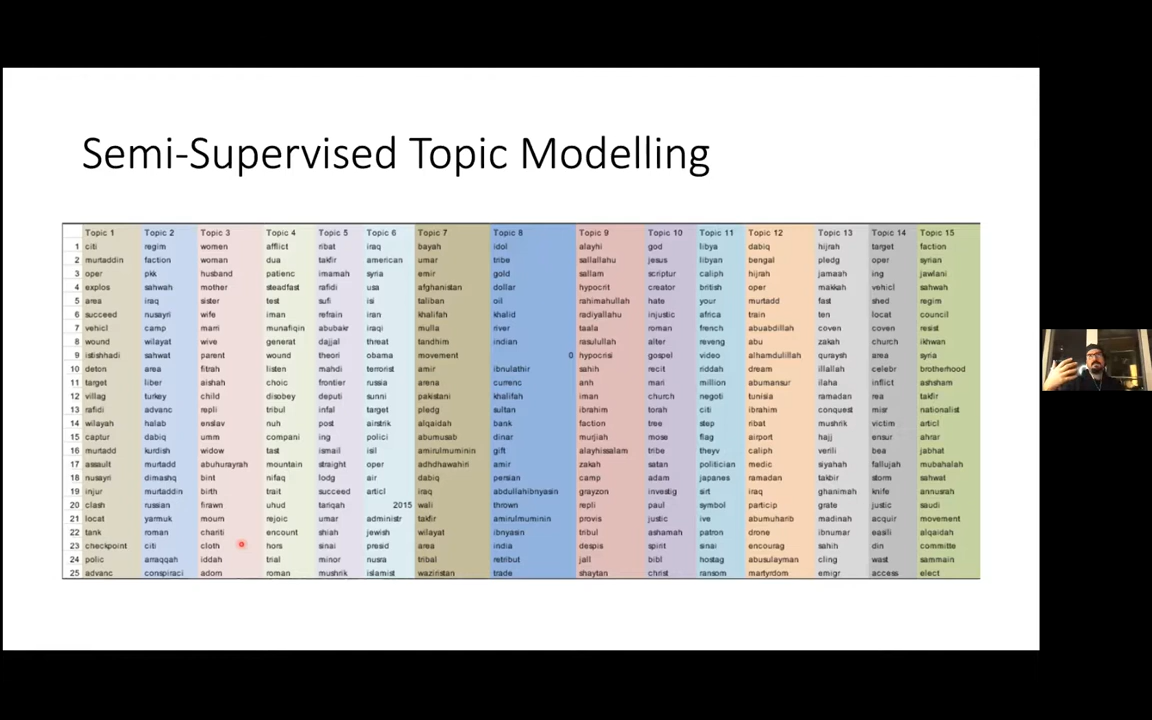 Semi-Supervised Topic Modelling
Topic 1 Topic 2 Topic 3 Topic 4 Topic 5 Topic 6 Topic 7 Topic 8 Topic 9 Topic 10 Topic 11 Topic 12 Topic 13 Topic 14 Topic 15
1 citi regim women afflict ribat iraq bayah idol alayhi god libya dabiq hijrah target faction
2 murtaddin faction woman dua takfir american umar tribe sallallahu jesus libyan bengal pledg oper syrian
3 oper pkk husband patienc imamah syria emir gold sallam scriptur caliph hijrah jamaah ing jawlani
4 explos sahwah mother steadfast rafidi usa afghanistan dollar hypocrit creator british oper makkah vehicl sahwah
5 area iraq sister test sufi isi taliban oil rahimahullah hate your murtadd fast shed regim
6 succeed nusayri wife iman refrain iran khalifah khalid radiyallahu injustic africa train ten locat council
7 vehicl camp marri munafiqin abubakr iraqi mulla river taala roman french abuabdillah coven coven resist
8 wound wilayat wive generat dajjal threat tandhim indian rasulullah alter reveng abu zakah church ikhwan
9 istishhadi sahwat parent wound theori obama movement 0 hypocrisi gospel video alhamdulillah quraysh area syria
10 deton area fitrah listen mahdi terrorist amir ibnulathir sahih recit riddah dream illallah celebr brotherhood
11 target liber aishah choic frontier russia arena currenc anh mari million abumansur ilaha inflict ashsham
12 villag turkey child disobey deputi sunni pakistani khalifah iman church negoti tunisia ramadan rea takfir
13 rafidi advanc repli tribul infal target pledg sultan ibrahim torah citi ibrahim conquest misr nationalist
14 wilayah halab enslav nuh post airstrik alqaidah bank faction tree step ribat mushrik victim articl
15 captur dabiq umm compani ing polici abumusab dinar murjiah mose flag airport hajj ensur ahrar
16 murtadd kurdish widow tast ismail isil amirulmuminin gift alayhissalam tribe theyv caliph verili bea jabhat
17 assault murtadd abuhurayrah mountain straight oper adhdhawahiri amir zakah satan politician medic siyahah fallujah mubahalah
18 nusayri dimashq bint nifaq lodg air dabiq persian camp adam japanes ramadan takbir storm sahwat
19 injur murtaddin birth trait succeed articl iraq abdullahibnyasin grayzon investig sirt iraq ghanimah knife annusrah
20 clash russian firawn uhud tariqah 2015 wali thrown repli paul symbol particip grate justic saudi
21 locat yarmuk mourn rejoic umar administr takfir amirulmuminin provis justic ive abumuharib madinah acquir movement
22 tank roman chariti encount shiah jewish wilayat ibnyasin tribul ashamah patron drone ibnumar easili alqaidah
23 checkpoint citi cloth hors sinai presid area india despis spirit sinai encourag sahih din committe
24 polic arraqqah iddah trial minor nusra tribal retribut jail bibl hostag abusulayman cling wast sammain
25 advanc conspiraci adorn roman mushrik islamist waziristan trade shaytan christ ransom martyrdom emigr access elect